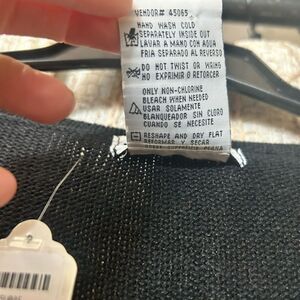 VENDOR# 45065
HAND WASH COLD
SEPARATELY INSIDE OUT
LAVAR A MANO CON AGUA
FRIA SEPARADO AL REVERSO
DO NOT TWIST OR WRING
NO EXPRIMIR O RETORCER
ONLY NON-CHLORINE
BLEACH WHEN NEEDED
USAR SOLAMENTE
BLANQUEADOR SIN CLORO
CUANDO SE NECESITE
RESHAPE AND DRY FLAT
REFORMAR Y SECAR